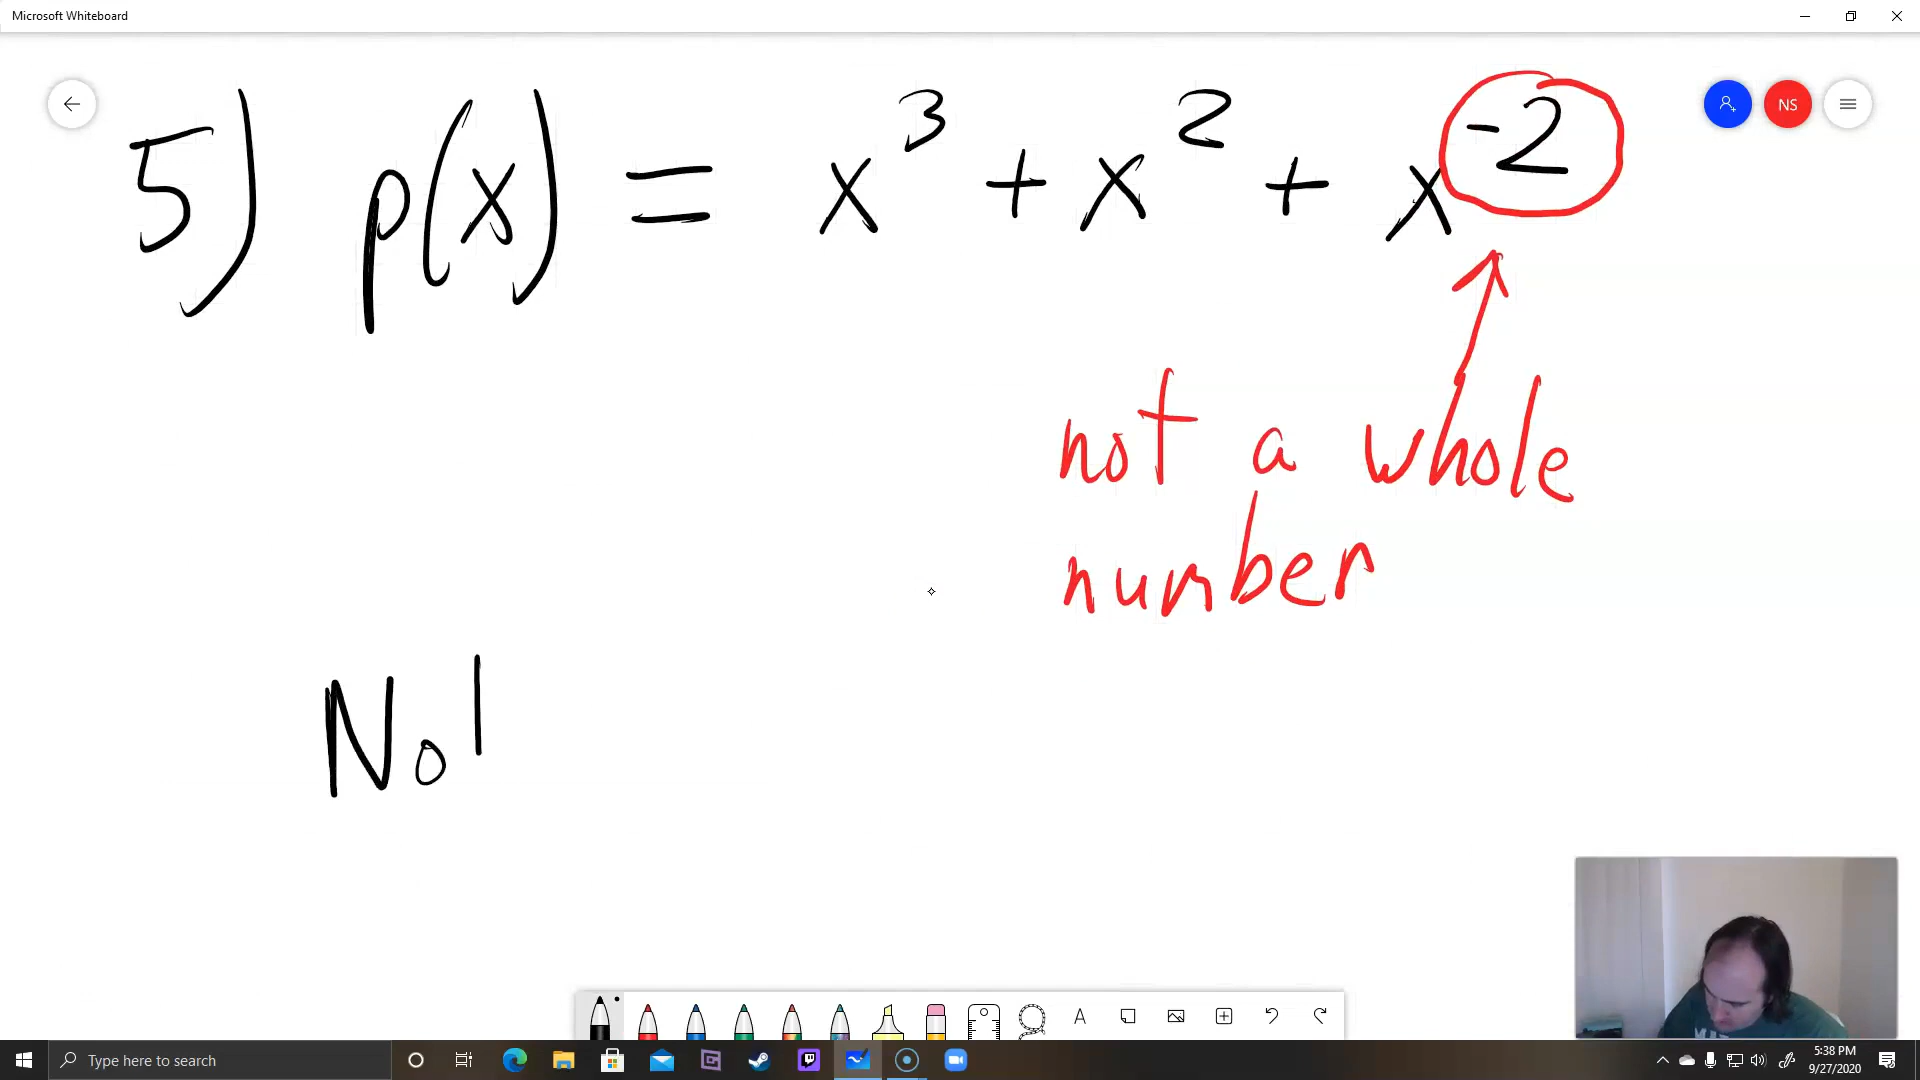 Microsoft Whiteboard
NS
5) p(x) = x³ + x² + x⁻²
not a whole
number
No
A
Type here to search
5:38 PM
9/27/2020